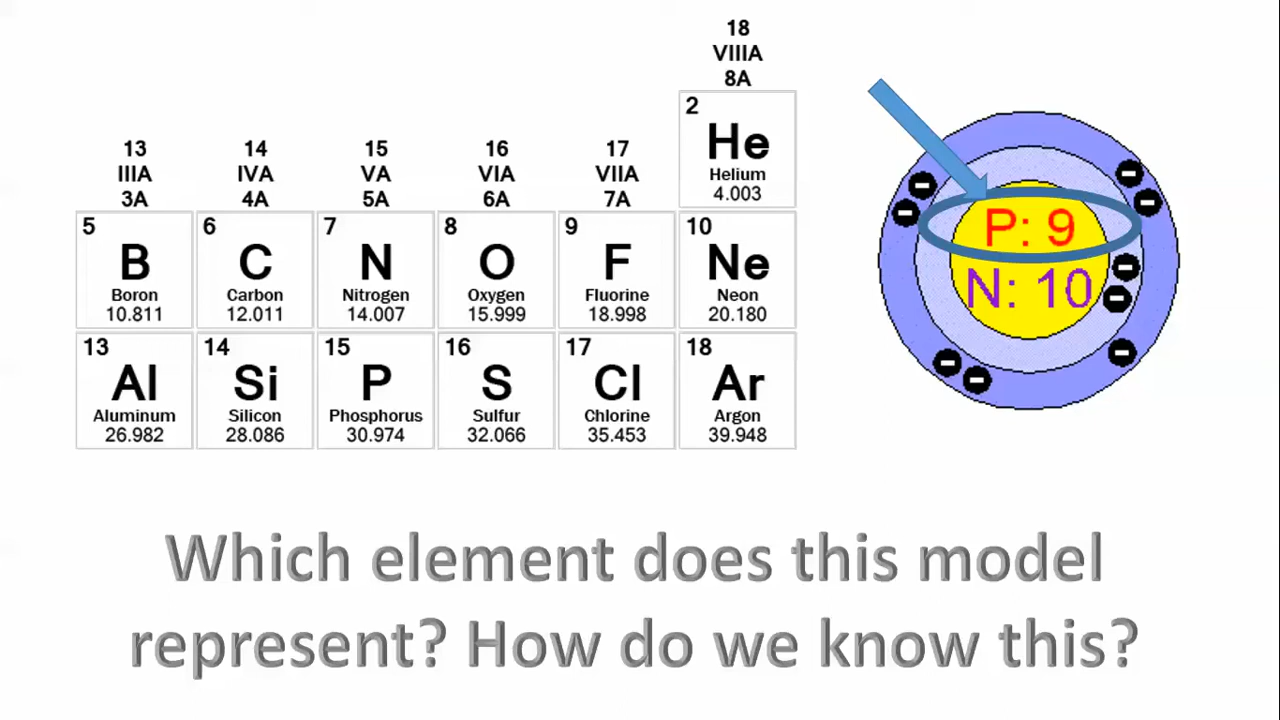 18
VIIIA
8A
2
He
Helium
4.003
13
IIIA
3A
14
IVA
4A
15
VA
5A
16
VIA
6A
17
VIIA
7A
5
B
Boron
10.811
6
C
Carbon
12.011
7
N
Nitrogen
14.007
8
O
Oxygen
15.999
9
F
Fluorine
18.998
10
Ne
Neon
20.180
13
Al
Aluminum
26.982
14
Si
Silicon
28.086
15
P
Phosphorus
30.974
16
S
Sulfur
32.066
17
Cl
Chlorine
35.453
18
Ar
Argon
39.948
P: 9
N: 10
Which element does this model
represent? How do we know this?